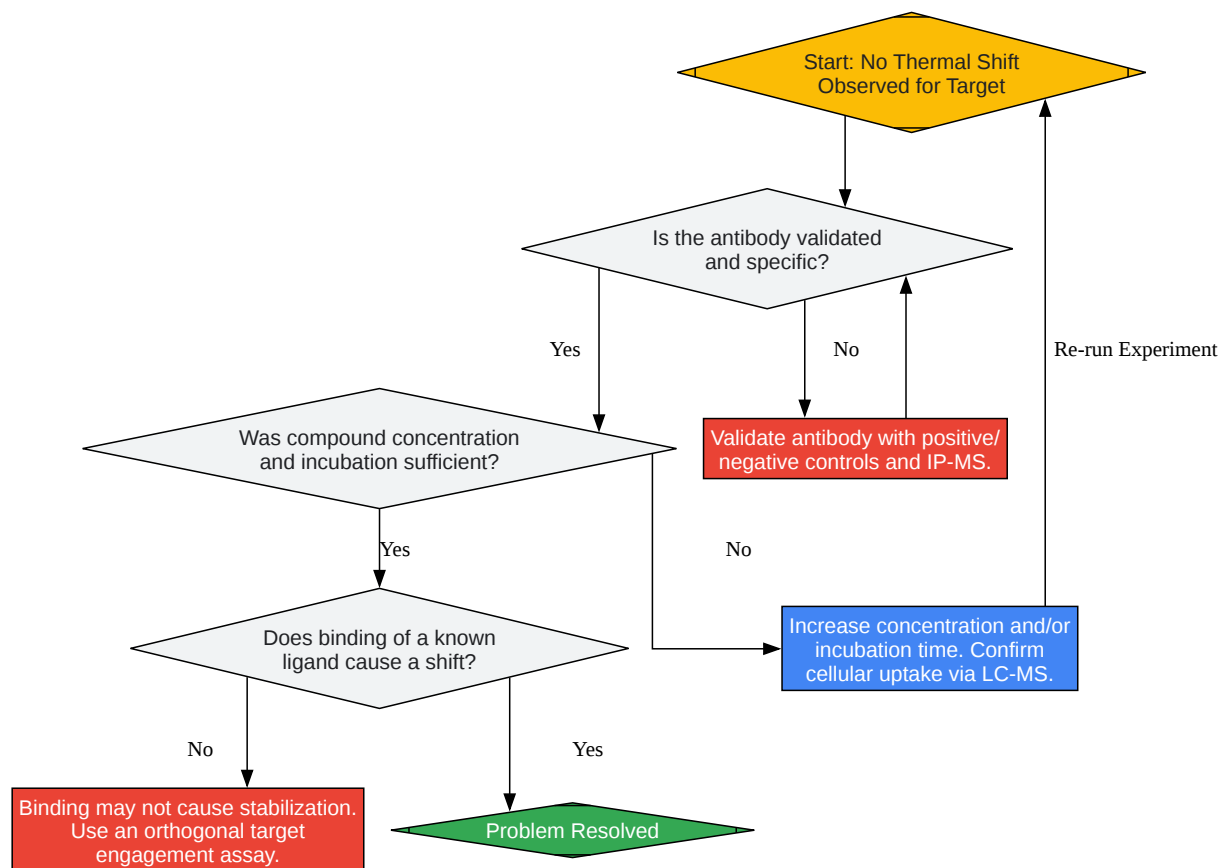 Start: No Thermal Shift
Observed for Target
Is the antibody validated
and specific?
Yes
No
Re-run Experiment
Was compound concentration
and incubation sufficient?
Validate antibody with positive/
negative controls and IP-MS.
Yes
No
Does binding of a known
ligand cause a shift?
Increase concentration and/or
incubation time. Confirm
cellular uptake via LC-MS.
No
Yes
Binding may not cause stabilization.
Use an orthogonal target
engagement assay.
Problem Resolved